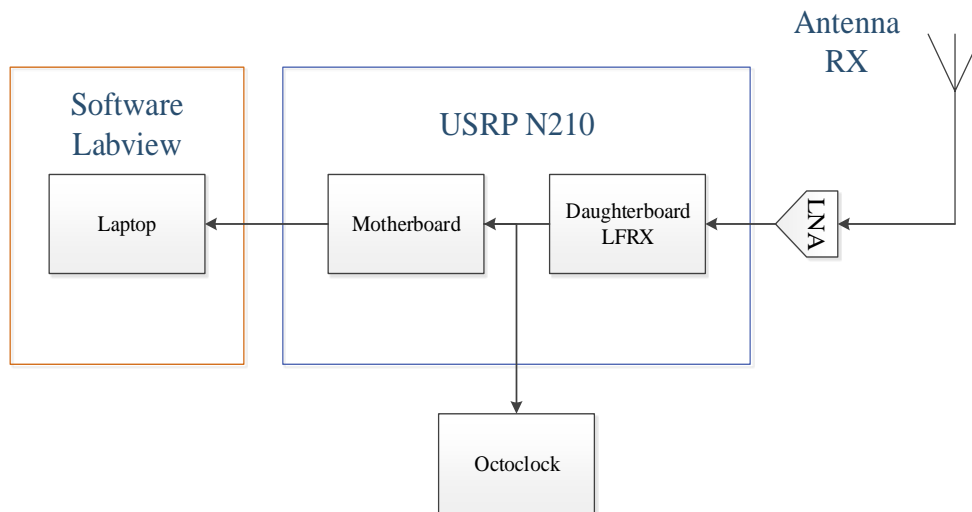 Antenna
RX
Software
Labview
USRP N210
Laptop
Motherboard
Daughterboard
LFRX
LNA
Octoclock